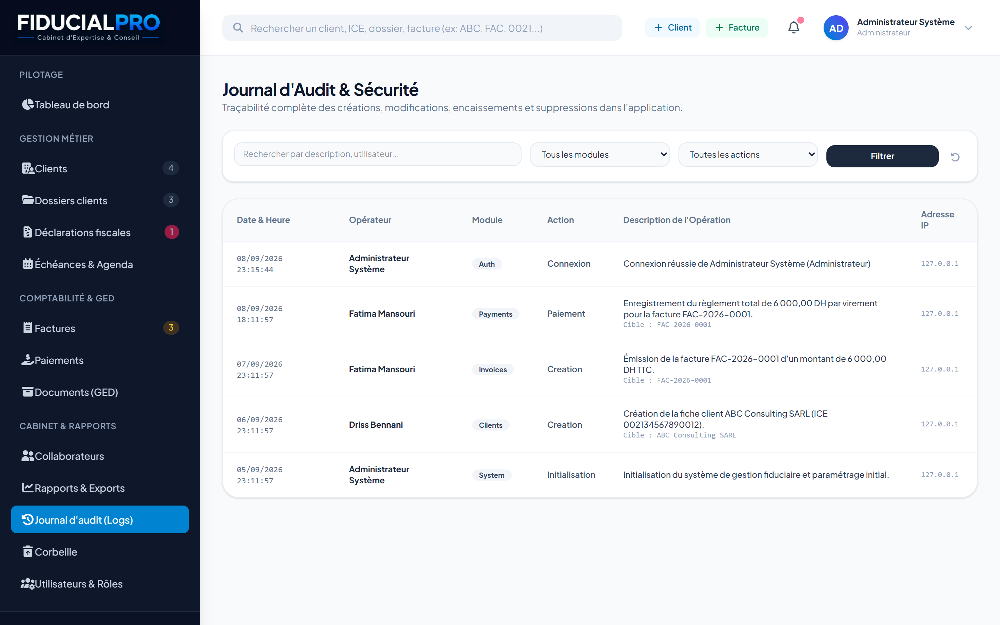 FIDUCIALPRO
Cabinet d'Expertise & Conseil
Rechercher un client, ICE, dossier, facture (ex: ABC, FAC, 0021...)
+ Client
+ Facture
AD
Administrateur Système
Administrateur
PILOTAGE
Tableau de bord
GESTION MÉTIER
Clients 4
Dossiers clients 3
Déclarations fiscales 1
Échéances & Agenda
COMPTABILITÉ & GED
Factures 3
Paiements
Documents (GED)
CABINET & RAPPORTS
Collaborateurs
Rapports & Exports
Journal d'audit (Logs)
Corbeille
Utilisateurs & Rôles
Journal d'Audit & Sécurité
Traçabilité complète des créations, modifications, encaissements et suppressions dans l'application.
Rechercher par description, utilisateur...
Tous les modules
Toutes les actions
Filtrer
Date & Heure
Opérateur
Module
Action
Description de l'Opération
Adresse
IP
08/09/2026
23:15:44
Administrateur
Système
Auth
Connexion
Connexion réussie de Administrateur Système (Administrateur)
127.0.0.1
08/09/2026
18:11:57
Fatima Mansouri
Payments
Paiement
Enregistrement du règlement total de 6 000,00 DH par virement
pour la facture FAC-2026-0001.
Cible : FAC-2026-0001
127.0.0.1
07/09/2026
23:11:57
Fatima Mansouri
Invoices
Creation
Émission de la facture FAC-2026-0001 d’un montant de 6 000,00
DH TTC.
Cible : FAC-2026-0001
127.0.0.1
06/09/2026
23:11:57
Driss Bennani
Clients
Creation
Création de la fiche client ABC Consulting SARL (ICE
002134567890012).
Cible : ABC Consulting SARL
127.0.0.1
05/09/2026
23:11:57
Administrateur
Système
System
Initialisation
Initialisation du système de gestion fiduciaire et paramétrage initial.
127.0.0.1